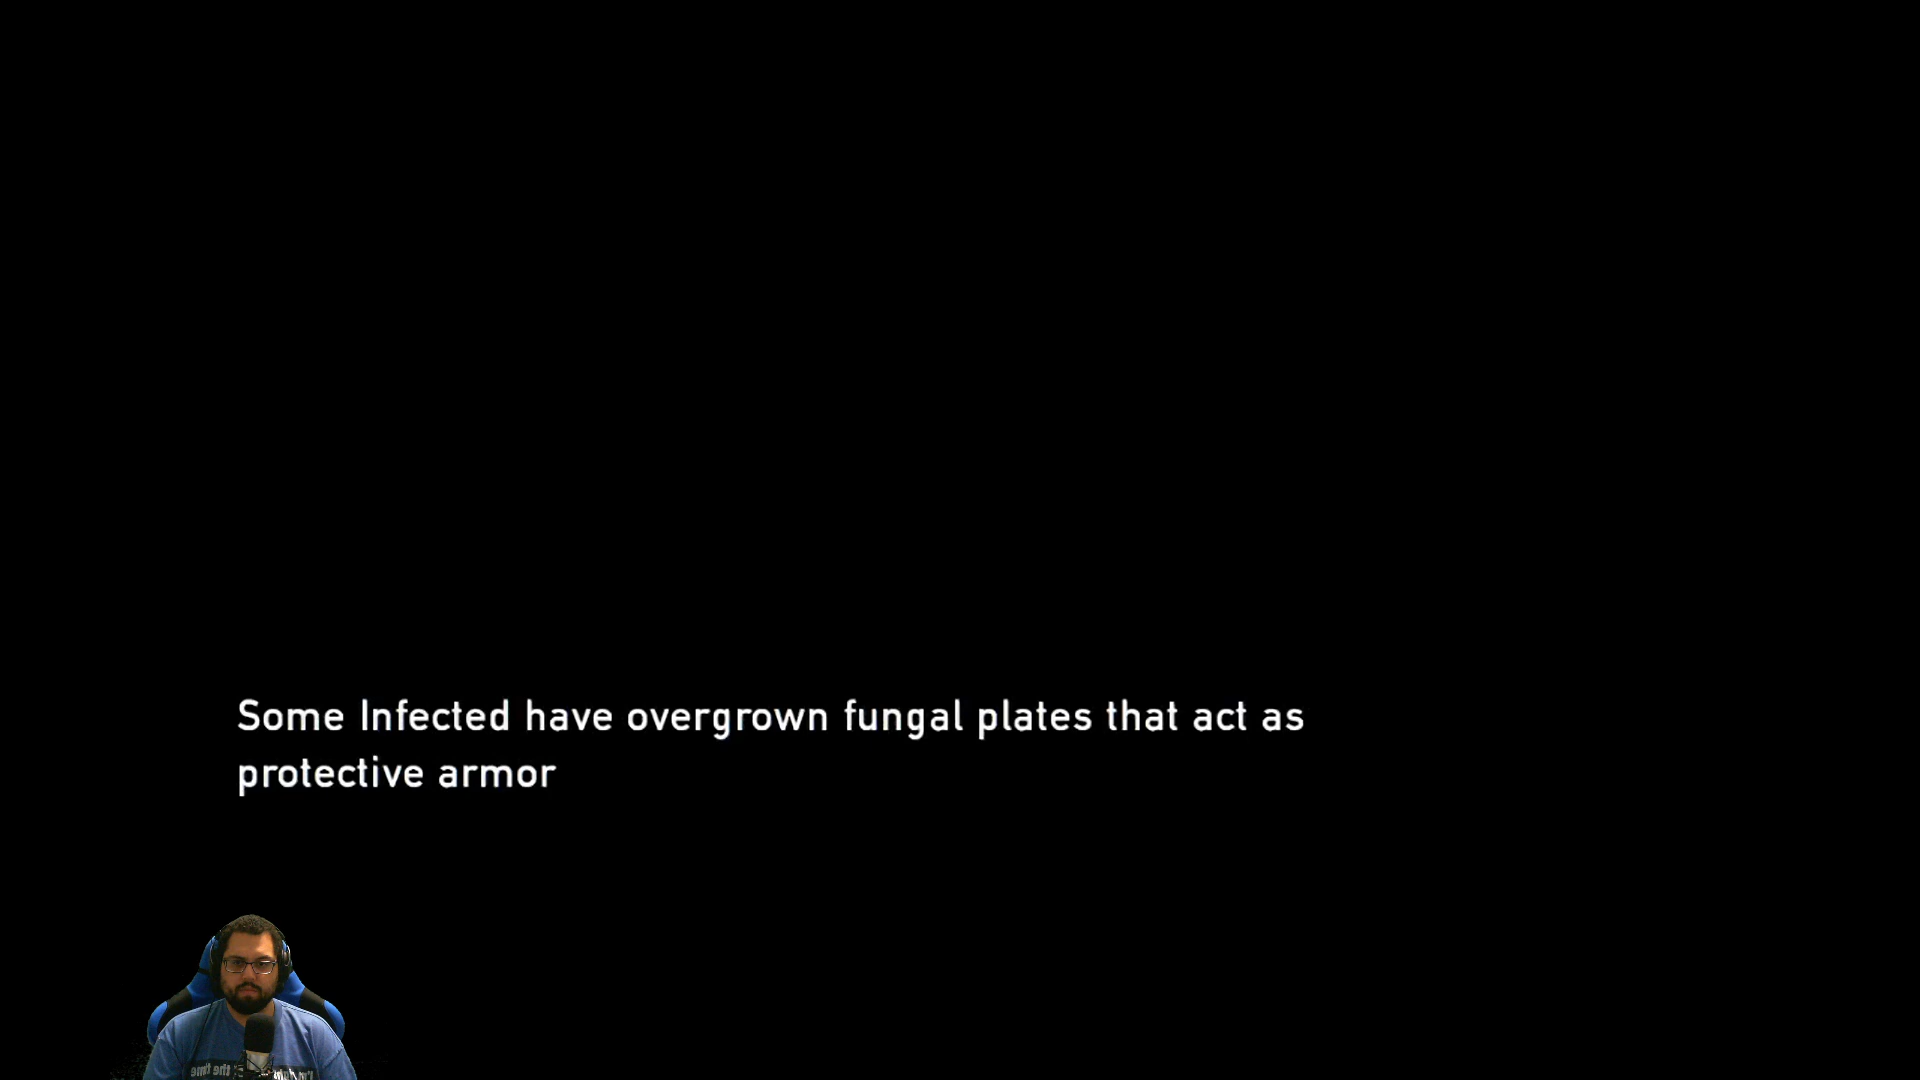 Some Infected have overgrown fungal plates that act as
protective armor